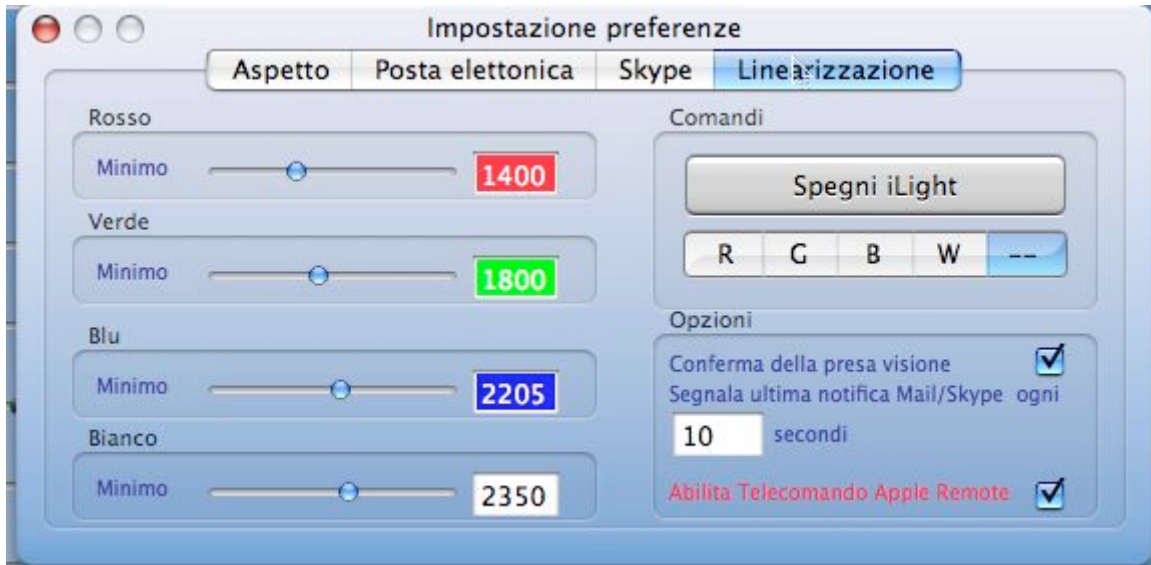 Impostazione preferenze
Aspetto Posta elettonica Skype Linearizzazione
Rosso
Minimo 1400
Verde
Minimo 1800
Blu
Minimo 2205
Bianco
Minimo 2350
Comandi
Spegni iLight
R G B W --
Opzioni
Conferma della presa visione
Segnala ultima notifica Mail/Skype ogni
10 secondi
Abilita Telecomando Apple Remote